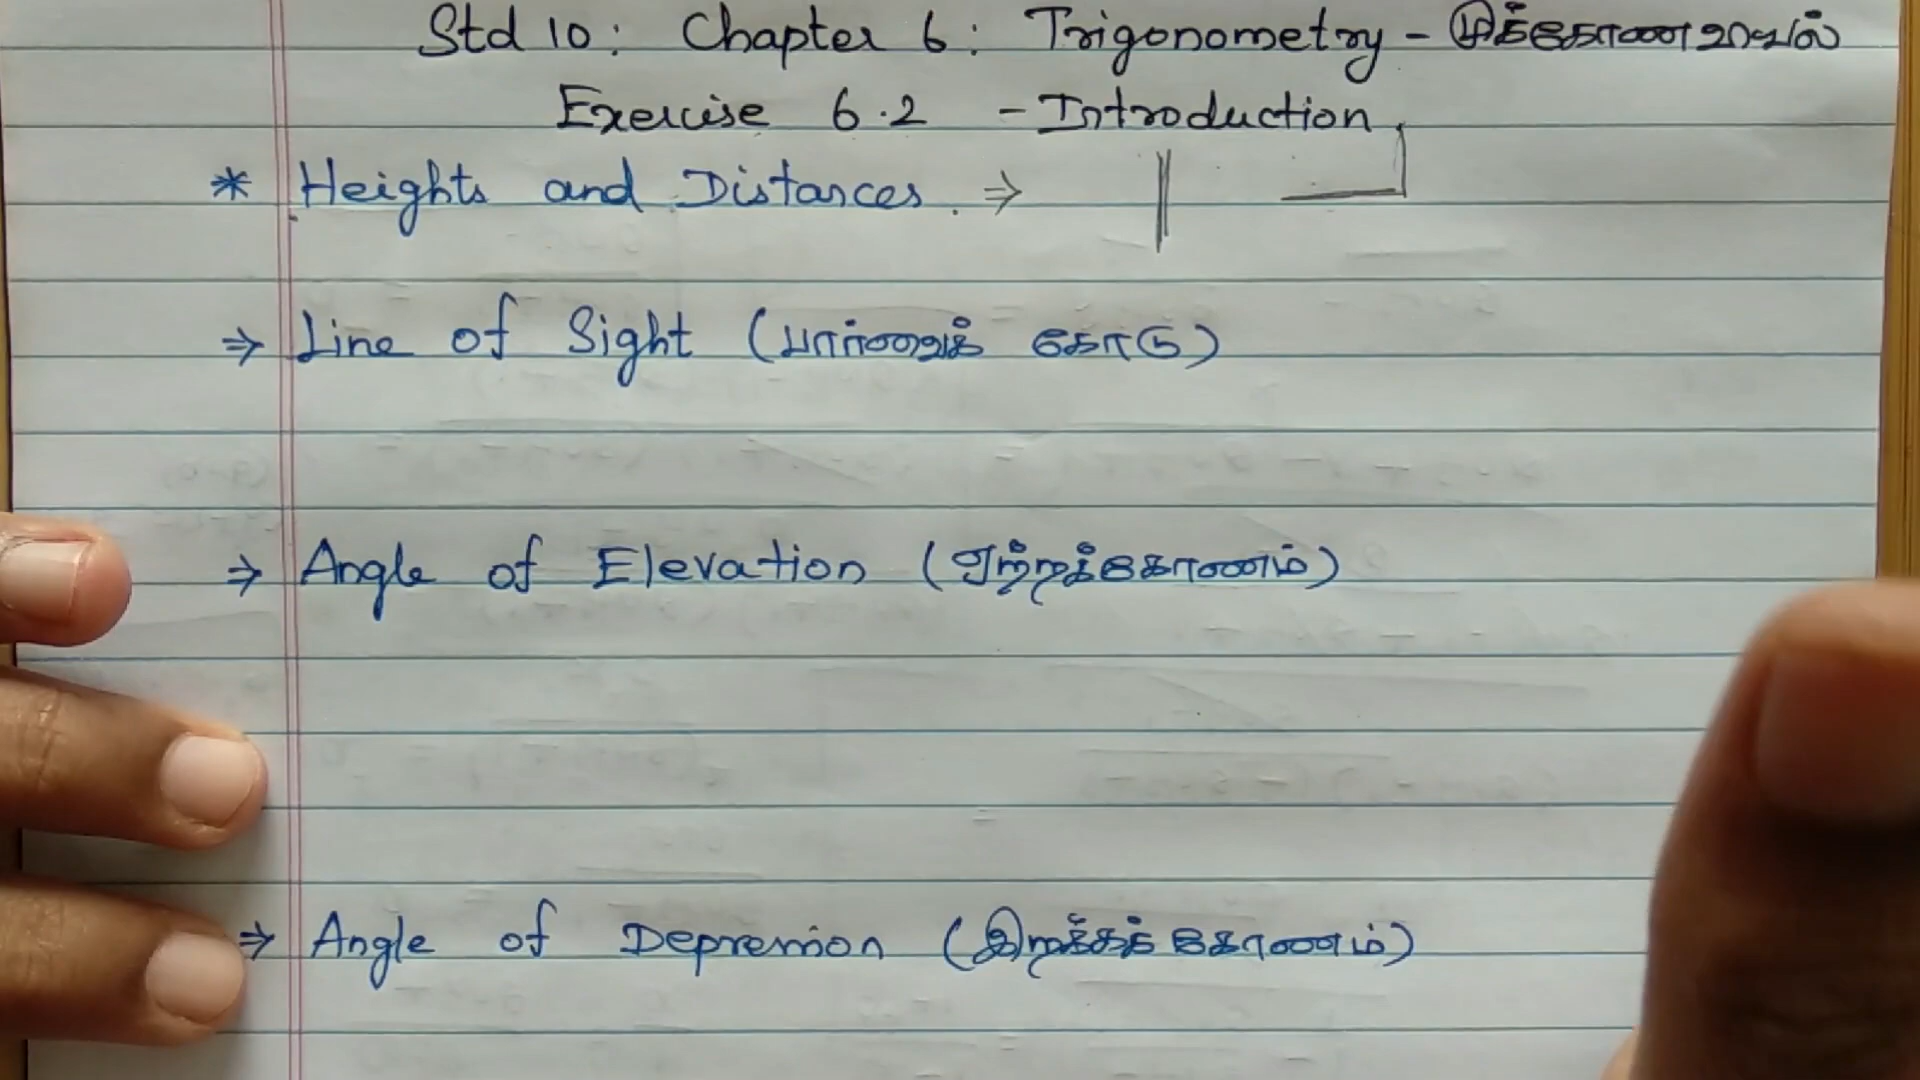 Std 10: Chapter 6: Trigonometry - முக்கோணவியல்
Exercise 6.2 - Introduction
* Heights and Distances. ⇒
⇒ Line of Sight (பார்வைக் கோடு)
⇒ Angle of Elevation (ஏற்றக்கோணம்)
⇒ Angle of Depression (இறக்கக் கோணம்)